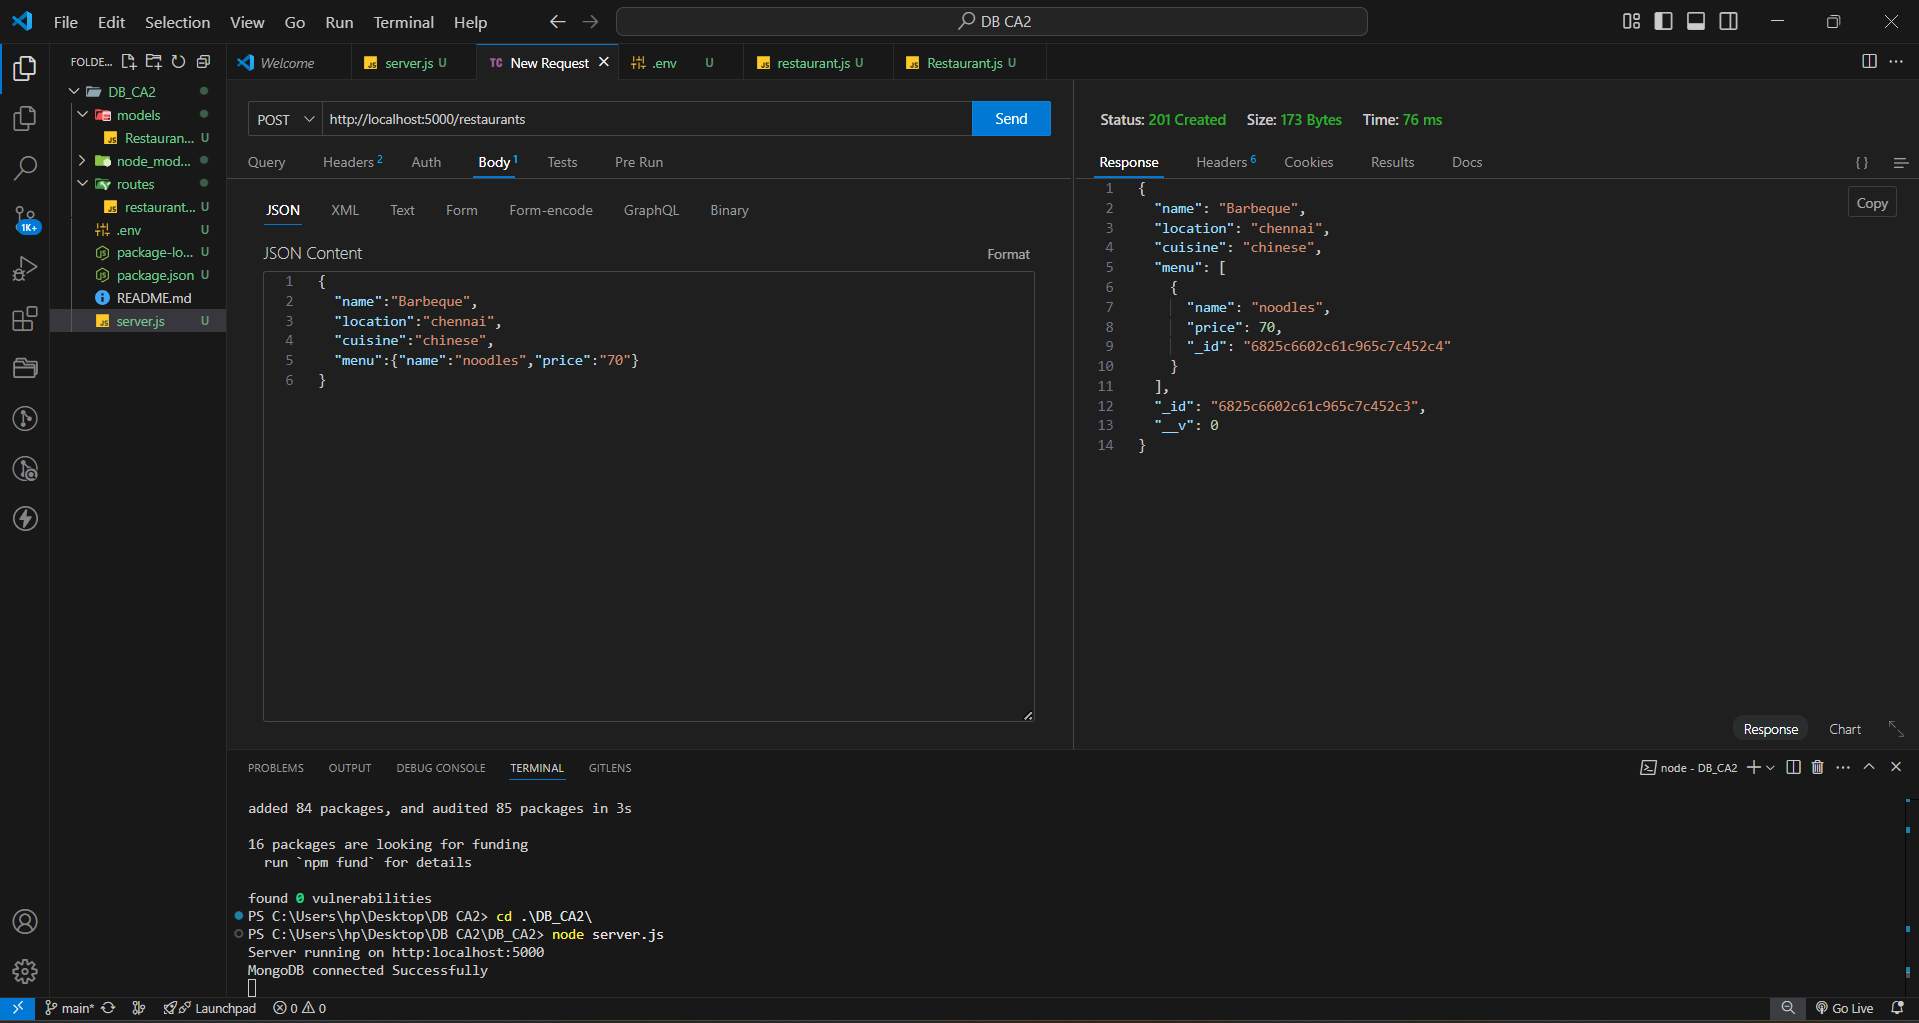 File Edit Selection View Go Run Terminal Help
DB CA2
FOLDE...
Welcome
server.js U
TC New Request
.env U
restaurant.js U
Restaurant.js U
DB_CA2
models
Restauran... U
node_mod...
routes
restaurant... U
.env U
package-lo... U
package.json U
README.md
server.js U
1K+
POST
http://localhost:5000/restaurants
Send
Query Headers 2 Auth Body 1 Tests Pre Run
JSON XML Text Form Form-encode GraphQL Binary
JSON Content
Format
1 {
2 "name":"Barbeque",
3 "location":"chennai",
4 "cuisine":"chinese",
5 "menu":{"name":"noodles","price":"70"}
6 }
Status: 201 Created Size: 173 Bytes Time: 76 ms
Response Headers 6 Cookies Results Docs
{ }
Copy
1 {
2 "name": "Barbeque",
3 "location": "chennai",
4 "cuisine": "chinese",
5 "menu": [
6 {
7 "name": "noodles",
8 "price": 70,
9 "_id": "6825c6602c61c965c7c452c4"
10 }
11 ],
12 "_id": "6825c6602c61c965c7c452c3",
13 "__v": 0
14 }
Response Chart
PROBLEMS OUTPUT DEBUG CONSOLE TERMINAL GITLENS
node - DB_CA2
added 84 packages, and audited 85 packages in 3s
16 packages are looking for funding
run `npm fund` for details
found 0 vulnerabilities
PS C:\Users\hp\Desktop\DB CA2> cd .\DB_CA2\
PS C:\Users\hp\Desktop\DB CA2\DB_CA2> node server.js
Server running on http:localhost:5000
MongoDB connected Successfully
main* Launchpad 0 0
Go Live